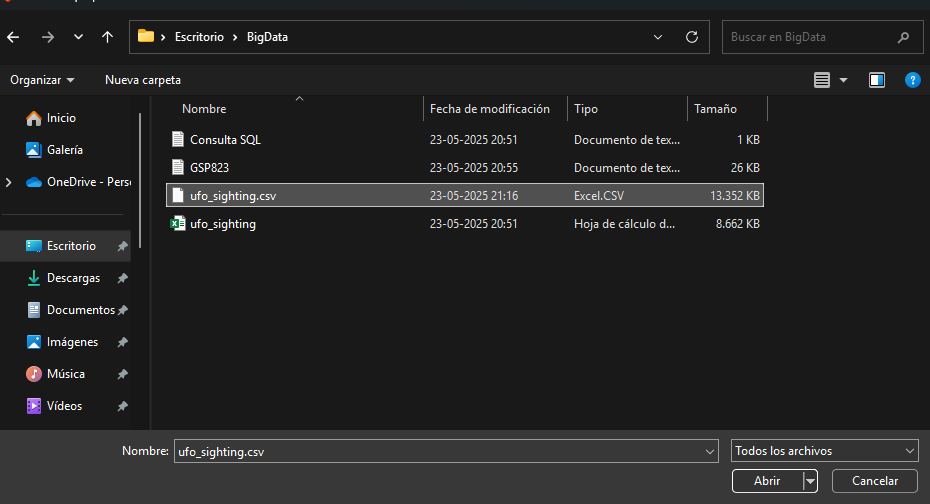 Escritorio > BigData
Buscar en BigData
Organizar
Nueva carpeta
Inicio
Galería
OneDrive - Perso
Escritorio
Descargas
Documentos
Imágenes
Música
Vídeos
Nombre Fecha de modificación Tipo Tamaño
Consulta SQL 23-05-2025 20:51 Documento de tex... 1 KB
GSP823 23-05-2025 20:55 Documento de tex... 26 KB
ufo_sighting.csv 23-05-2025 21:16 Excel.CSV 13.352 KB
ufo_sighting 23-05-2025 20:51 Hoja de cálculo d... 8.662 KB
Nombre: ufo_sighting.csv
Todos los archivos
Abrir
Cancelar